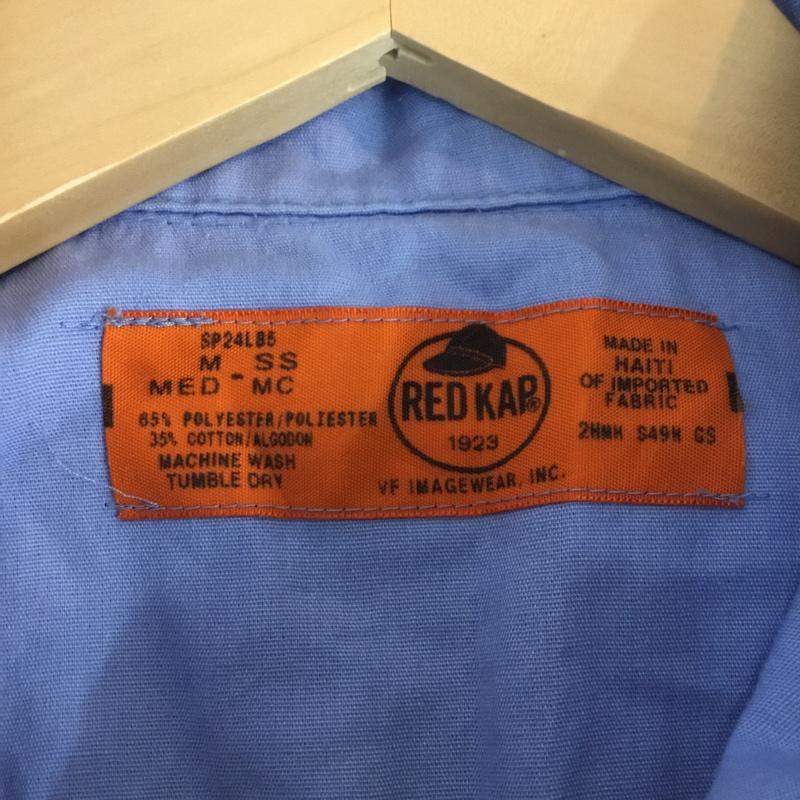 SP24LB5
M SS
MED - MC
65% POLYESTER/POLIESTER
35% COTTON/ALGODON
MACHINE WASH
TUMBLE DRY
RED KAP®
1923
VF IMAGEWEAR, INC.
MADE IN
HAITI
OF IMPORTED
FABRIC
2HMH S49M GS